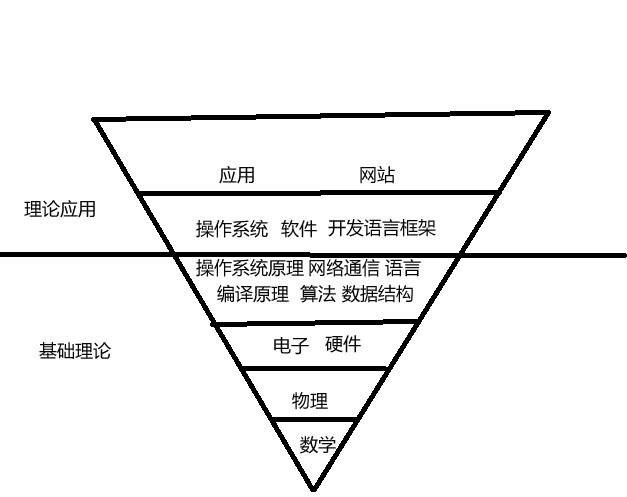 应用 网站
理论应用
操作系统 软件 开发语言框架
操作系统原理 网络通信 语言
编译原理 算法 数据结构
电子 硬件
基础理论
物理
数学